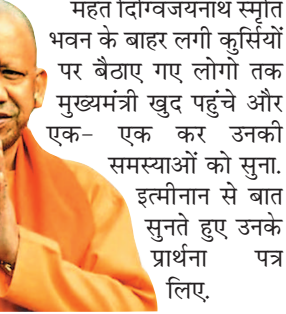 महंत दिग्विजयनाथ स्मृति
भवन के बाहर लगी कुर्सियों
पर बैठाए गए लोगो तक
मुख्यमंत्री खुद पहुंचे और
एक- एक कर उनकी
समस्याओं को सुना.
इत्मीनान से बात
सुनते हुए उनके
प्रार्थना पत्र
लिए.